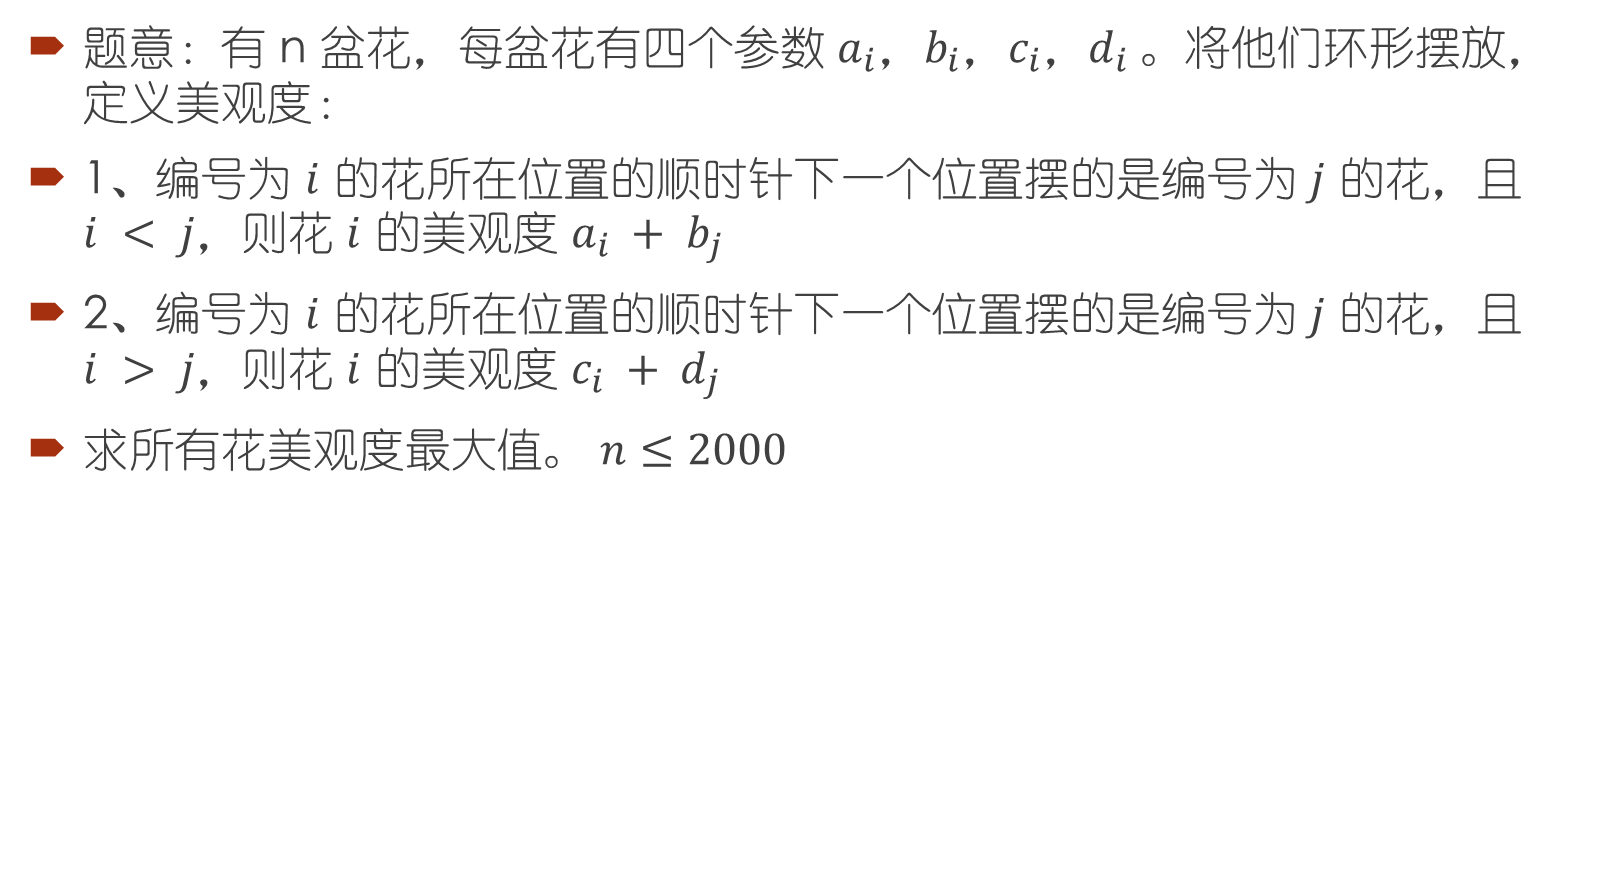 题意：有 n 盆花，每盆花有四个参数 𝑎𝑖，𝑏𝑖，𝑐𝑖，𝑑𝑖 。将他们环形摆放，
定义美观度：
1、编号为 𝑖 的花所在位置的顺时针下一个位置摆的是编号为 𝑗 的花，且
𝑖 < 𝑗，则花 𝑖 的美观度 𝑎𝑖 + 𝑏𝑗
2、编号为 𝑖 的花所在位置的顺时针下一个位置摆的是编号为 𝑗 的花，且
𝑖 > 𝑗，则花 𝑖 的美观度 𝑐𝑖 + 𝑑𝑗
求所有花美观度最大值。 𝑛 ≤ 2000